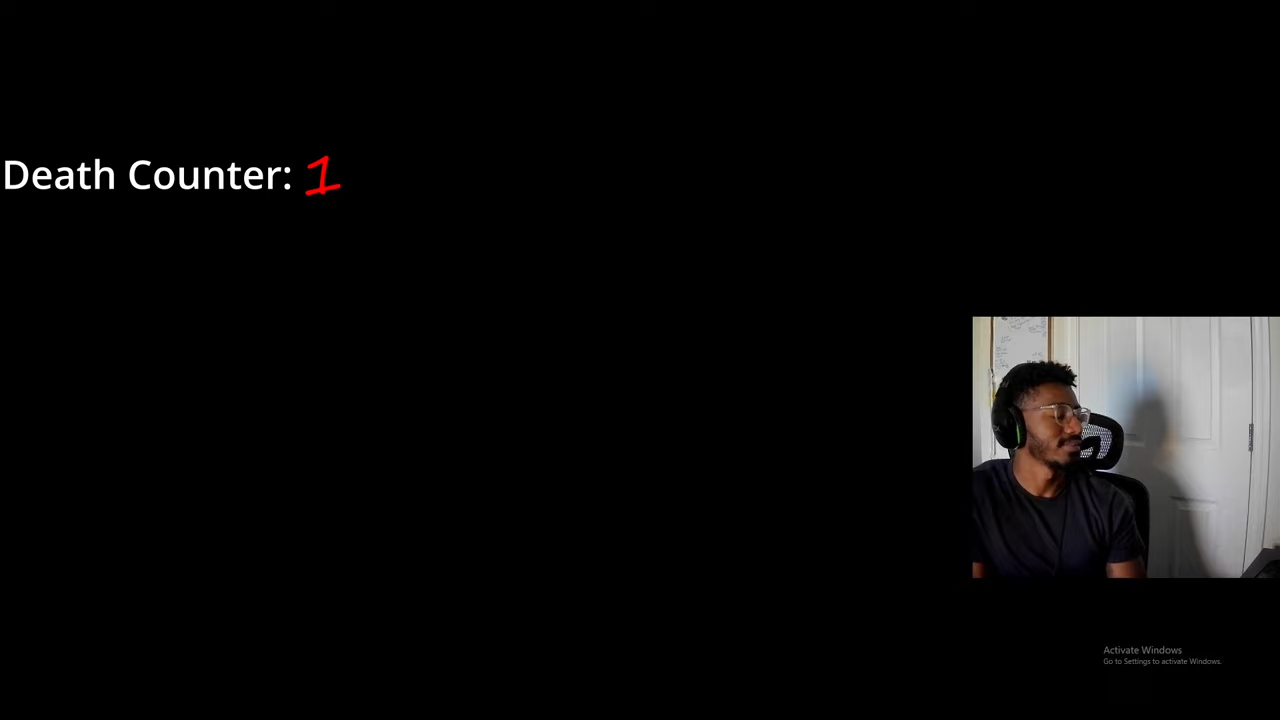 Death Counter: 1
Activate Windows
Go to Settings to activate Windows.